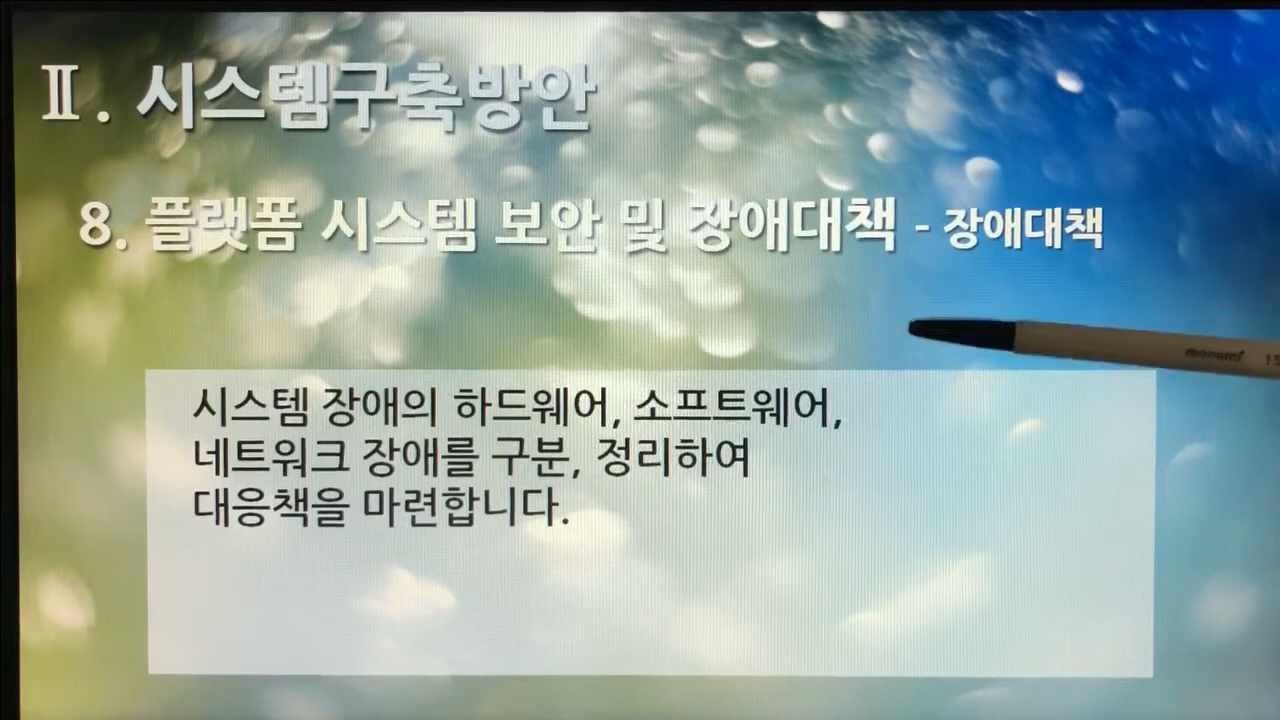 Ⅱ. 시스템구축방안
8. 플랫폼 시스템 보안 및 장애대책 - 장애대책
monami
시스템 장애의 하드웨어, 소프트웨어,
네트워크 장애를 구분, 정리하여
대응책을 마련합니다.